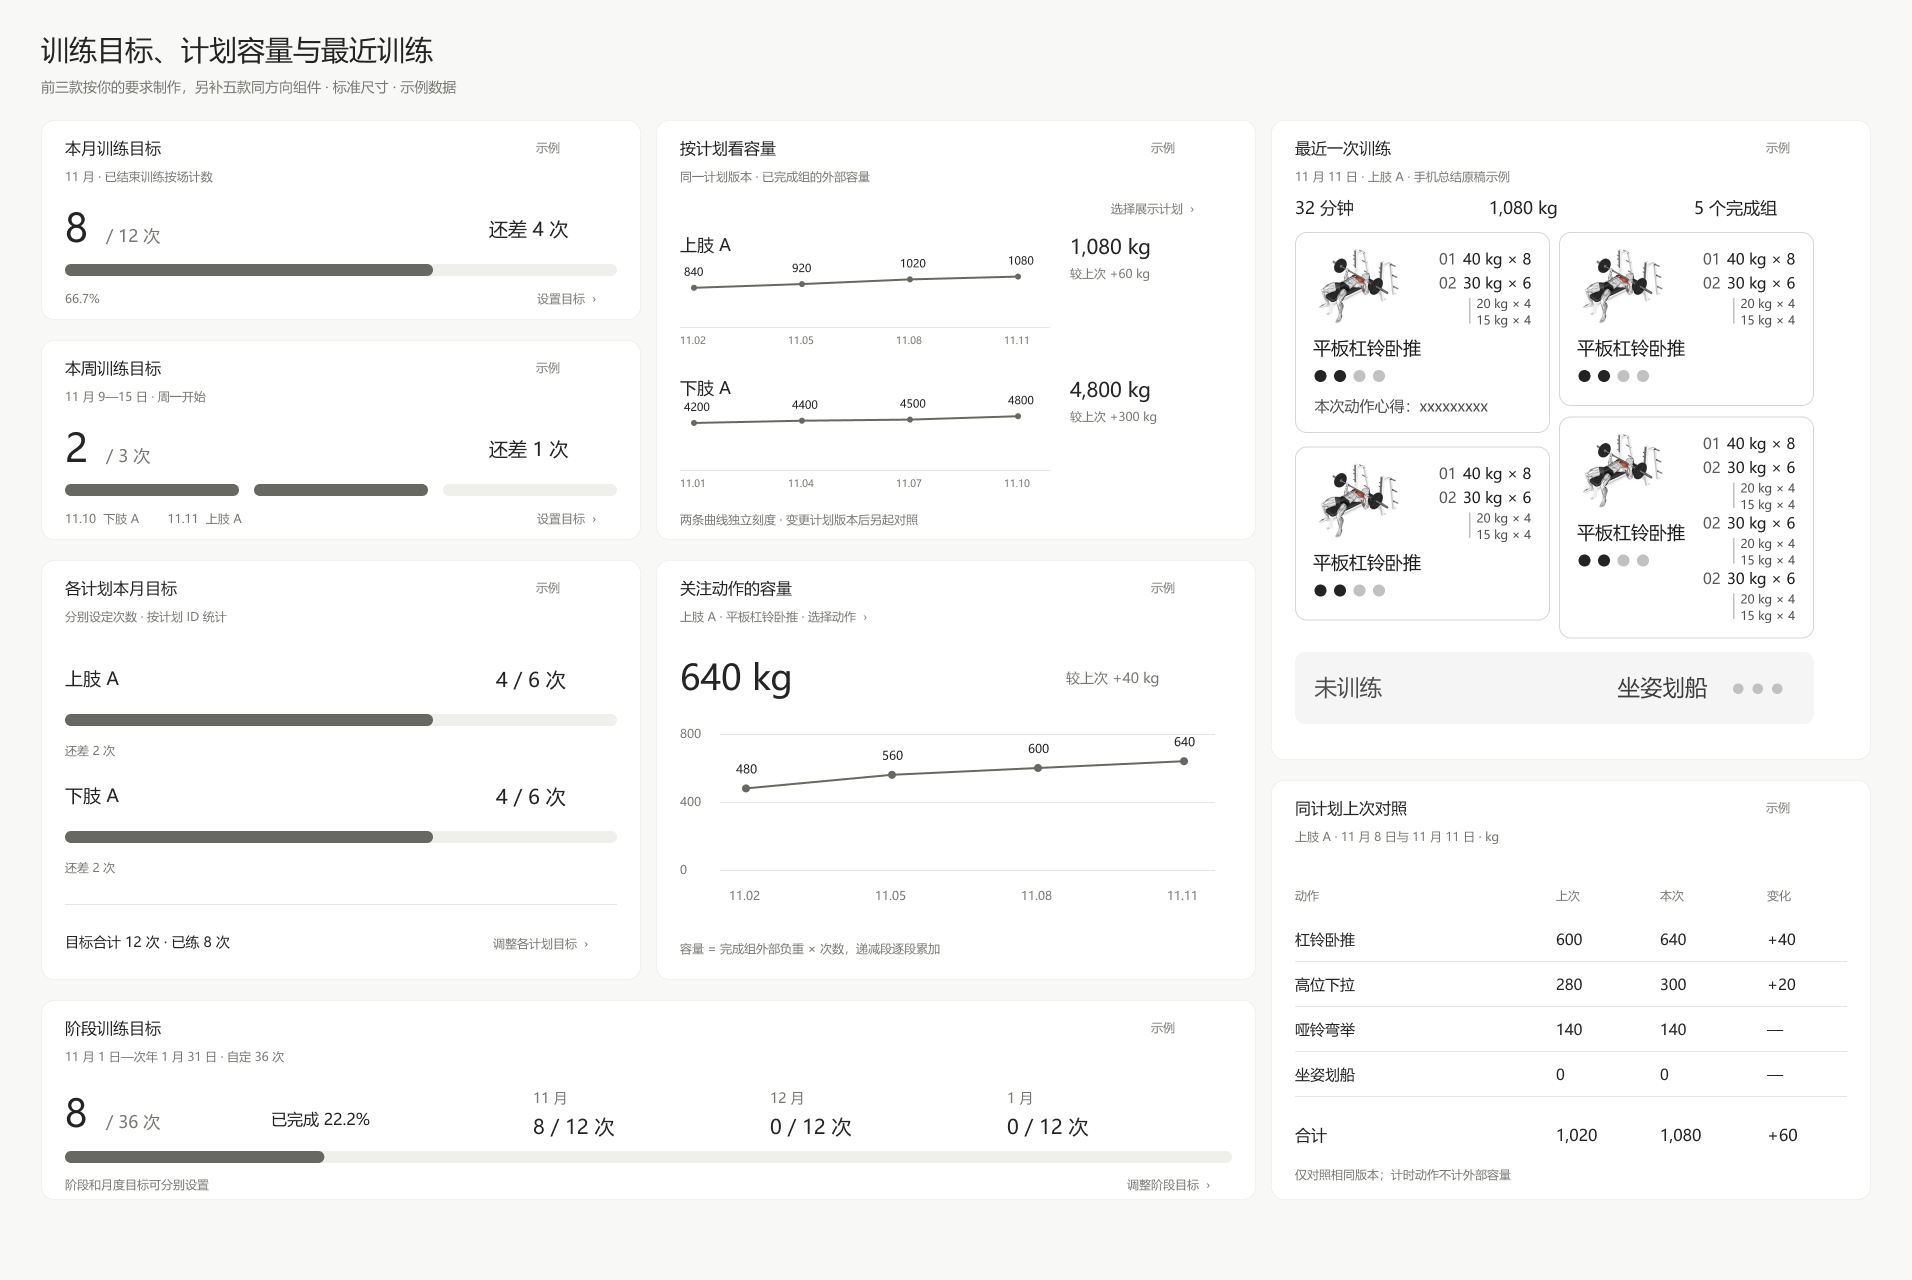 训练目标、计划容量与最近训练
前三款按你的要求制作，另补五款同方向组件 · 标准尺寸 · 示例数据
本月训练目标 示例
11 月 · 已结束训练按场计数
8 / 12 次 还差 4 次
66.7% 设置目标 ›
本周训练目标 示例
11 月 9—15 日 · 周一开始
2 / 3 次 还差 1 次
11.10 下肢 A 11.11 上肢 A 设置目标 ›
各计划本月目标 示例
分别设定次数 · 按计划 ID 统计
上肢 A 4 / 6 次
还差 2 次
下肢 A 4 / 6 次
还差 2 次
目标合计 12 次 · 已练 8 次 调整各计划目标 ›
按计划看容量 示例
同一计划版本 · 已完成组的外部容量
选择展示计划 ›
上肢 A 1,080 kg
840 920 1020 1080
较上次 +60 kg
11.02 11.05 11.08 11.11
下肢 A 4,800 kg
4200 4400 4500 4800
较上次 +300 kg
11.01 11.04 11.07 11.10
两条曲线独立刻度 · 变更计划版本后另起对照
关注动作的容量 示例
上肢 A · 平板杠铃卧推 · 选择动作 ›
640 kg 较上次 +40 kg
800
480 560 600 640
400
0
11.02 11.05 11.08 11.11
容量 = 完成组外部负重 × 次数，递减段逐段累加
阶段训练目标 示例
11 月 1 日—次年 1 月 31 日 · 自定 36 次
8 / 36 次 已完成 22.2%
11 月 12 月 1 月
8 / 12 次 0 / 12 次 0 / 12 次
阶段和月度目标可分别设置 调整阶段目标 ›
最近一次训练 示例
11 月 11 日 · 上肢 A · 手机总结原稿示例
32 分钟 1,080 kg 5 个完成组
01 40 kg × 8
02 30 kg × 6
20 kg × 4
15 kg × 4
平板杠铃卧推
本次动作心得：xxxxxxxxx
01 40 kg × 8
02 30 kg × 6
20 kg × 4
15 kg × 4
平板杠铃卧推
01 40 kg × 8
02 30 kg × 6
20 kg × 4
15 kg × 4
平板杠铃卧推
01 40 kg × 8
02 30 kg × 6
20 kg × 4
15 kg × 4
平板杠铃卧推
02 30 kg × 6
20 kg × 4
15 kg × 4
02 30 kg × 6
20 kg × 4
15 kg × 4
未训练 坐姿划船
同计划上次对照 示例
上肢 A · 11 月 8 日与 11 月 11 日 · kg
动作 上次 本次 变化
杠铃卧推 600 640 +40
高位下拉 280 300 +20
哑铃弯举 140 140 —
坐姿划船 0 0 —
合计 1,020 1,080 +60
仅对照相同版本；计时动作不计外部容量